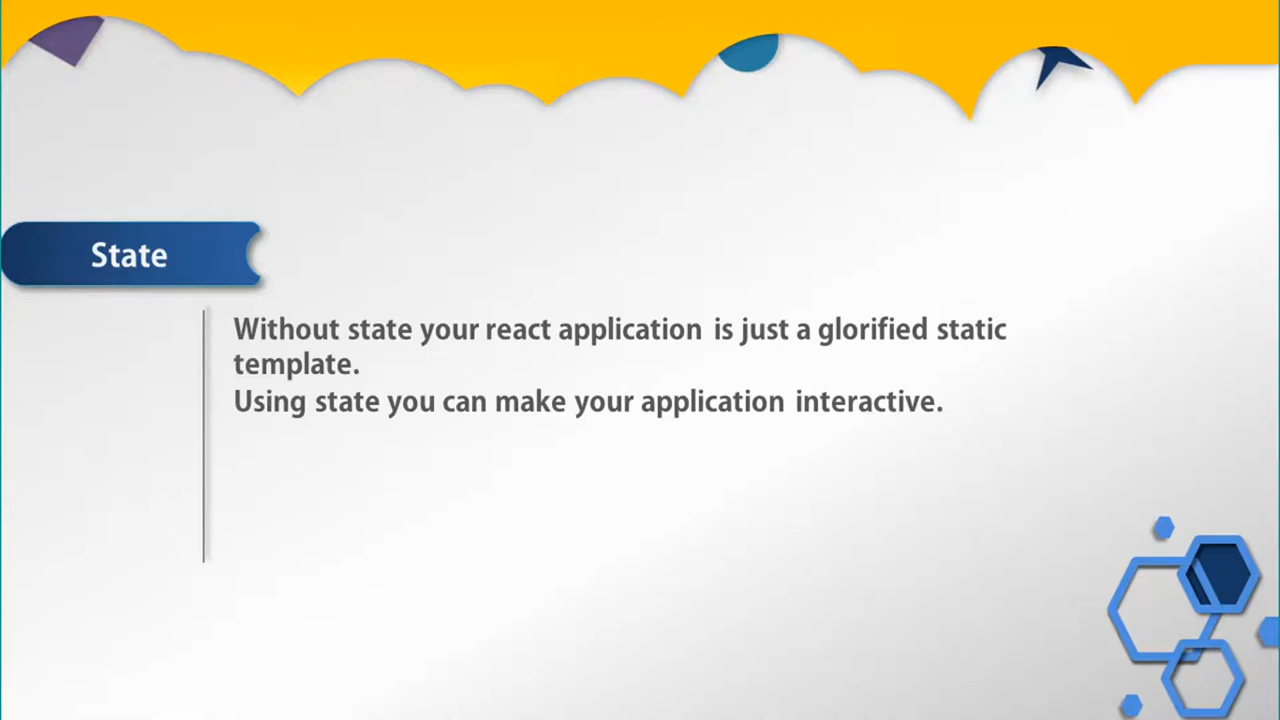 State
Without state your react application is just a glorified static
template.
Using state you can make your application interactive.